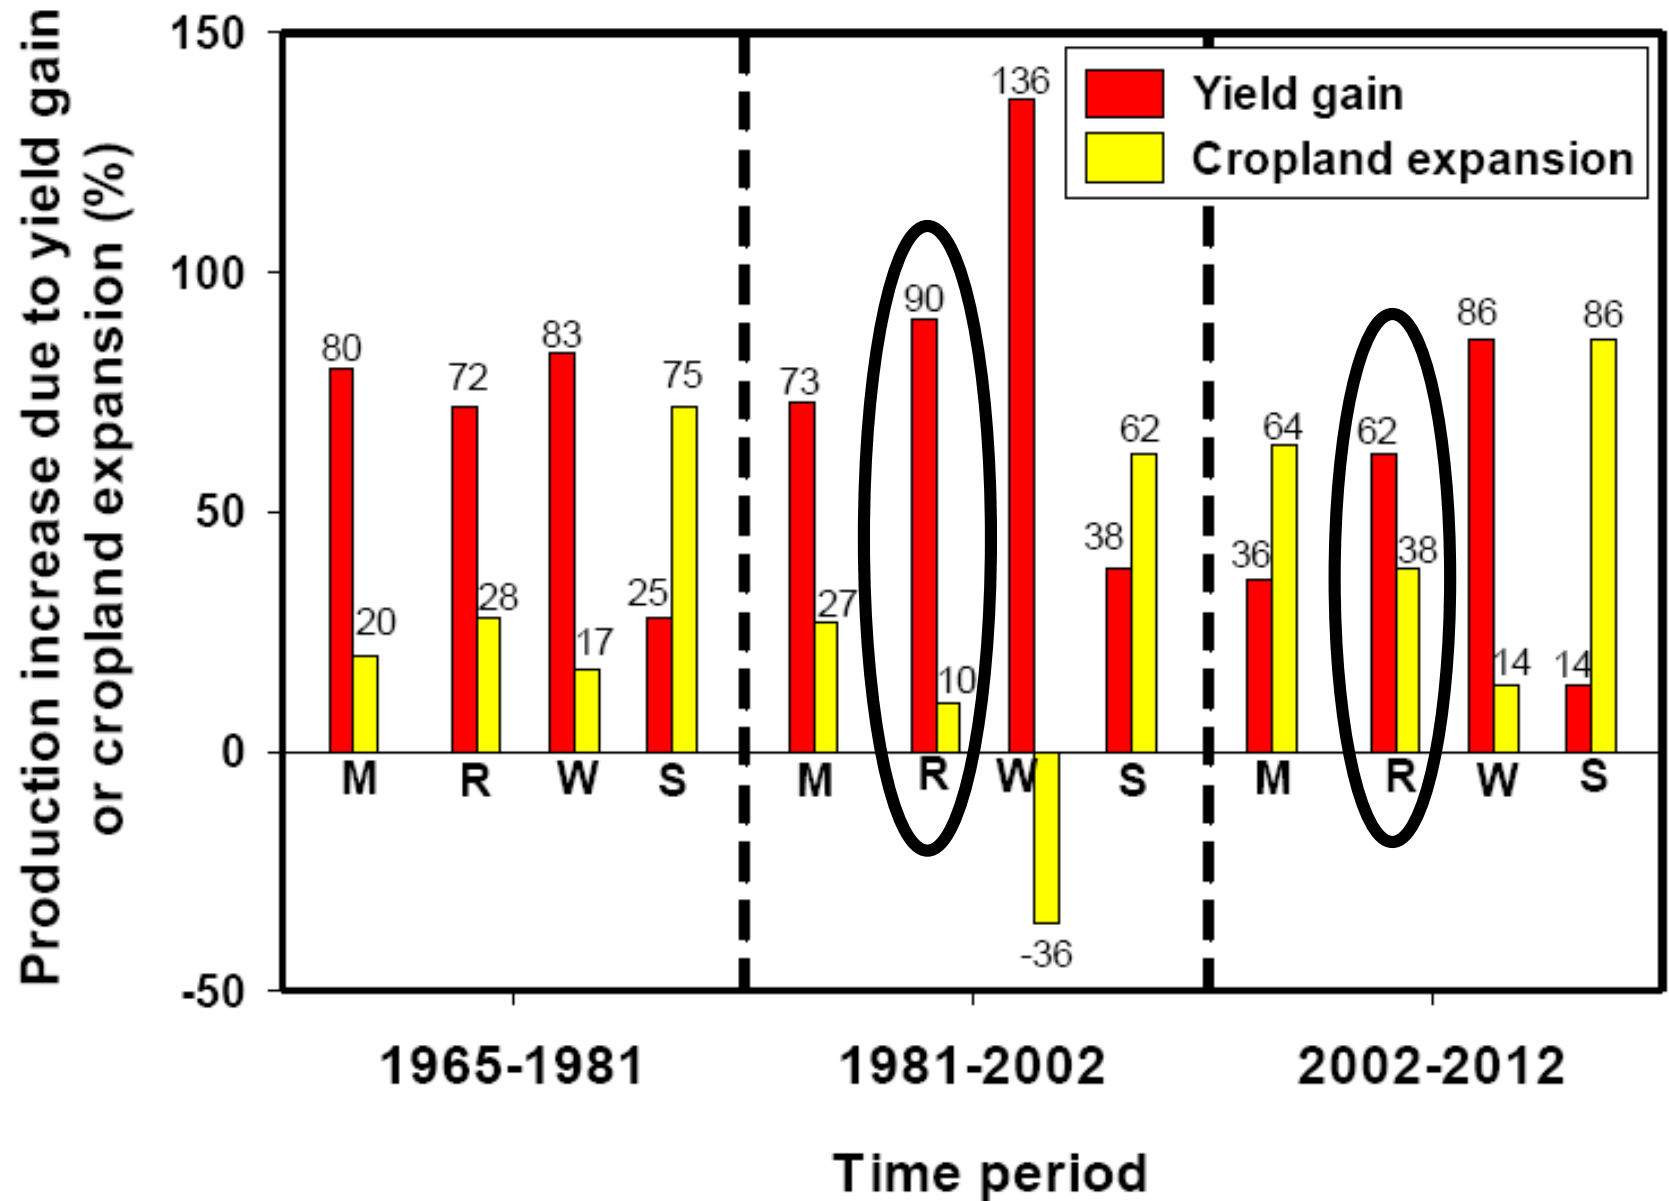 Production increase due to yield gain
or cropland expansion (%)
150
100
50
0
-50
Yield gain
Cropland expansion
80
20
72
28
83
17
25
75
73
27
90
10
136
-36
38
62
36
64
62
38
86
14
14
86
M
R
W
S
M
R
W
S
M
R
W
S
1965-1981
1981-2002
2002-2012
Time period